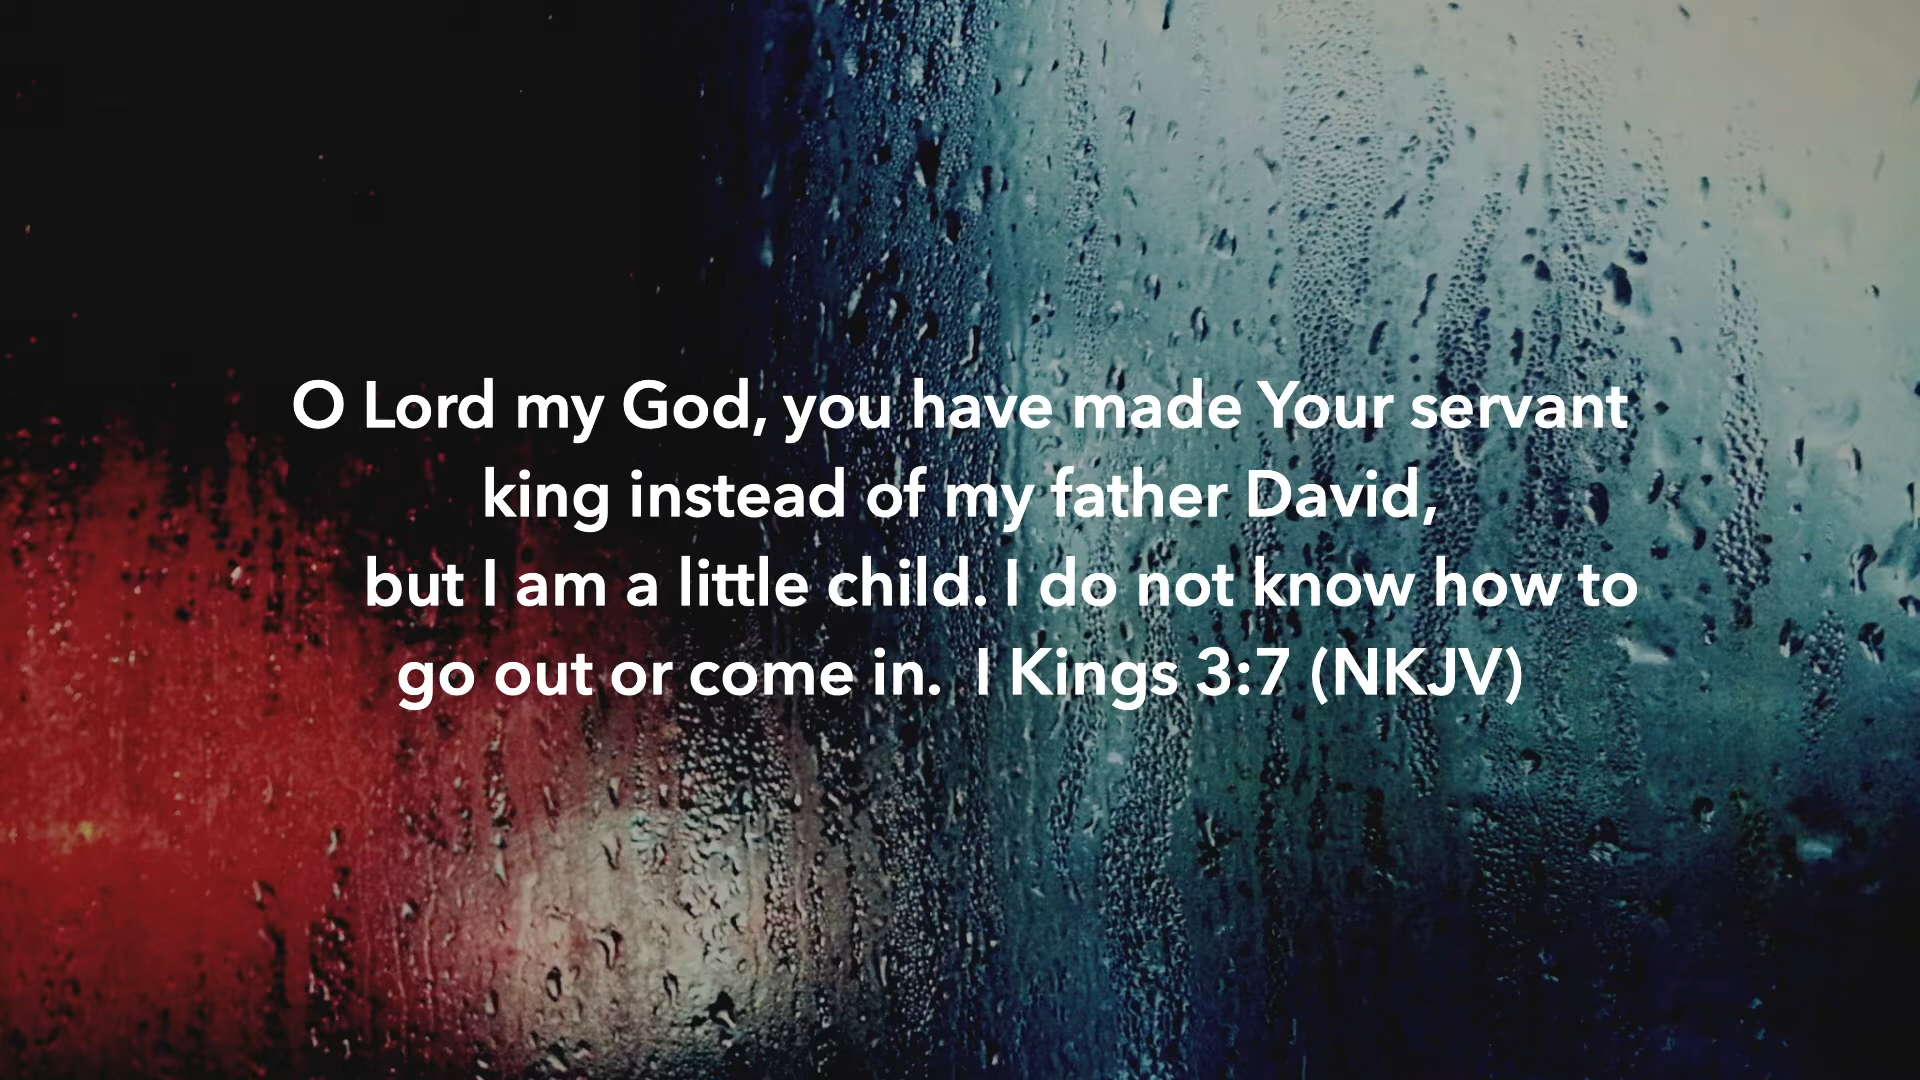 O Lord my God, you have made Your servant
king instead of my father David,
but I am a little child. I do not know how to
go out or come in.  I Kings 3:7 (NKJV)